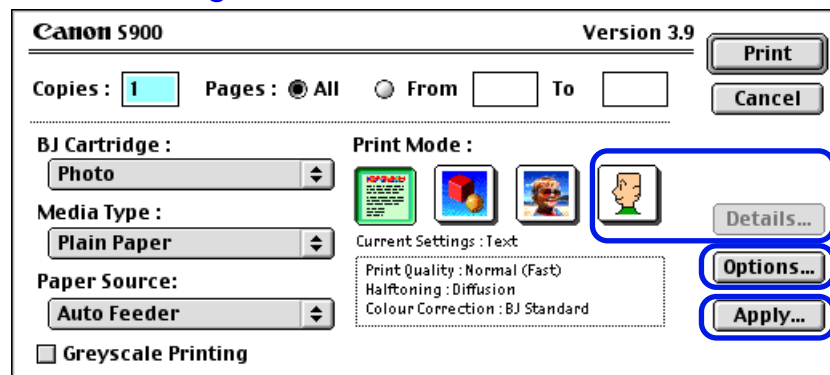 Canon S900 Version 3.9
Print
Copies : 1 Pages : All From To
Cancel
BJ Cartridge : Print Mode :
Photo
Media Type :
Details...
Plain Paper
Current Settings : Text
Paper Source:
Print Quality : Normal (Fast)
Options...
Halftoning : Diffusion
Auto Feeder
Colour Correction : BJ Standard
Apply...
Greyscale Printing